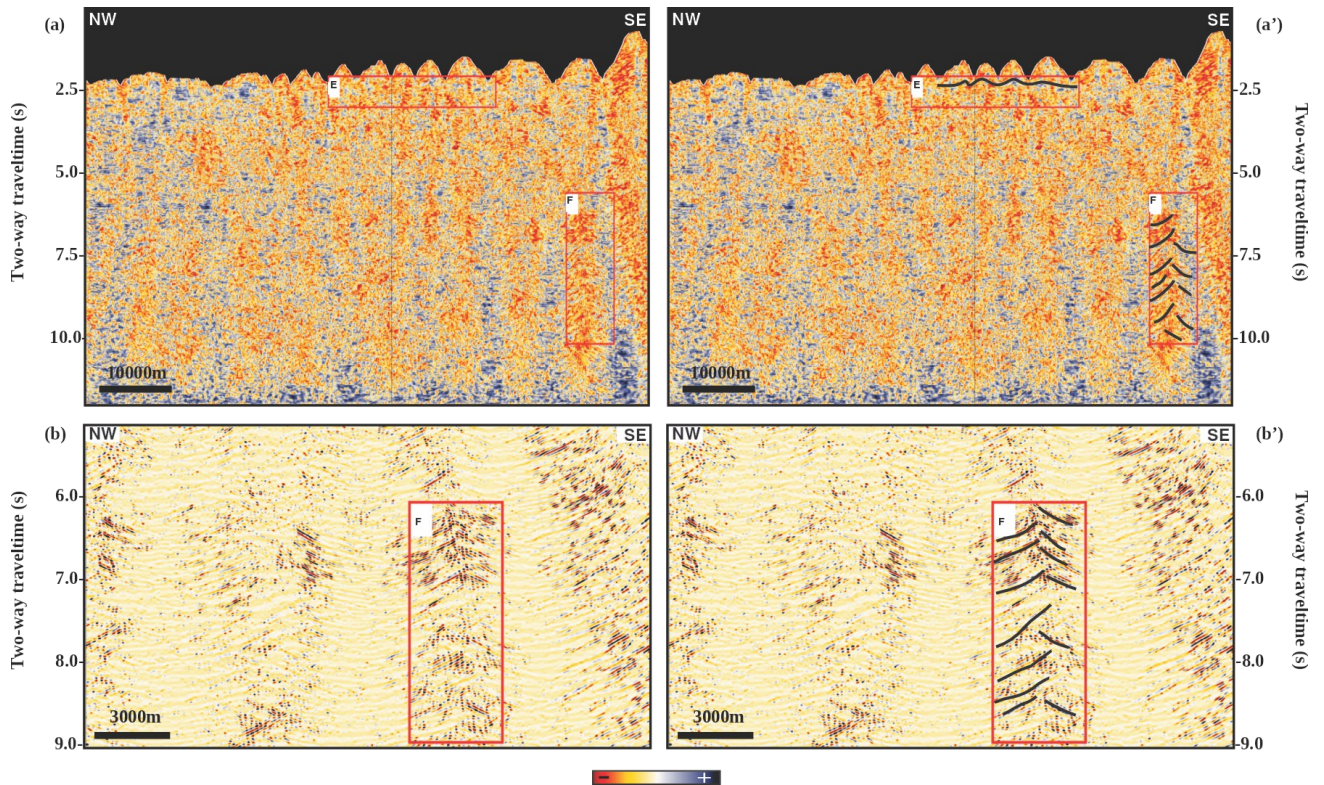 (a)
NW
SE
NW
SE
(a’)
E
E
2.5
2.5
5.0
5.0
F
F
7.5
7.5
10.0
10.0
Two-way traveltime (s)
Two-way traveltime (s)
10000m
10000m
(b)
NW
SE
NW
SE
(b’)
6.0
6.0
F
F
7.0
7.0
8.0
8.0
9.0
9.0
Two-way traveltime (s)
Two-way traveltime (s)
3000m
3000m
- +